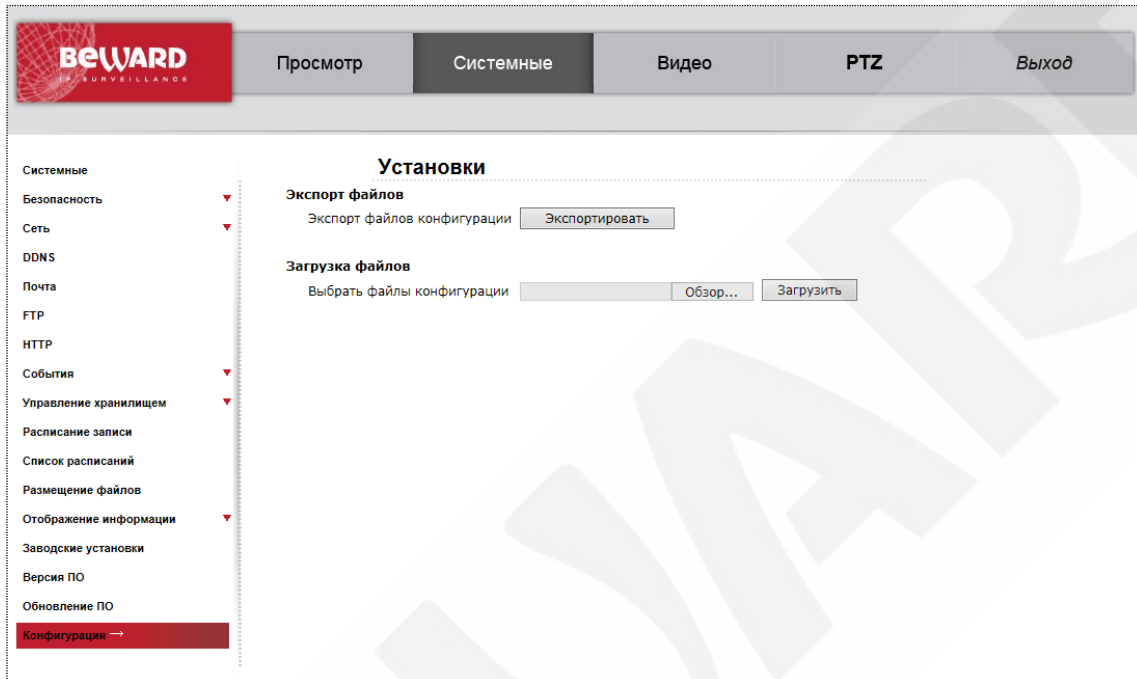 BEWARD
IP SURVEILLANCE
Просмотр
Системные
Видео
PTZ
Выход
Системные
Безопасность
Сеть
DDNS
Почта
FTP
HTTP
События
Управление хранилищем
Расписание записи
Список расписаний
Размещение файлов
Отображение информации
Заводские установки
Версия ПО
Обновление ПО
Конфигурация →
Установки
Экспорт файлов
Экспорт файлов конфигурации Экспортировать
Загрузка файлов
Выбрать файлы конфигурации Обзор... Загрузить